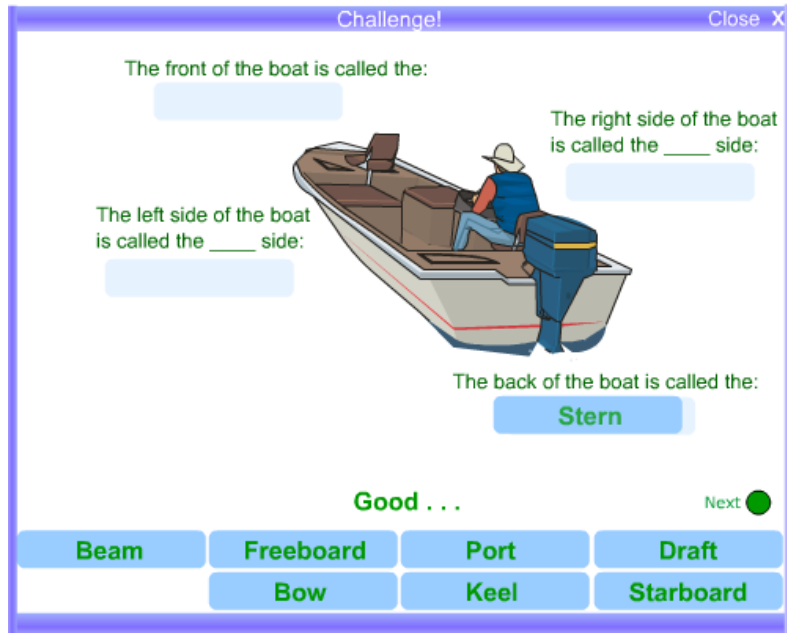 Challenge!
Close X
The front of the boat is called the:
The right side of the boat
is called the ____ side:
The left side of the boat
is called the ____ side:
The back of the boat is called the:
Stern
Good . . .
Next
Beam
Freeboard
Port
Draft
Bow
Keel
Starboard